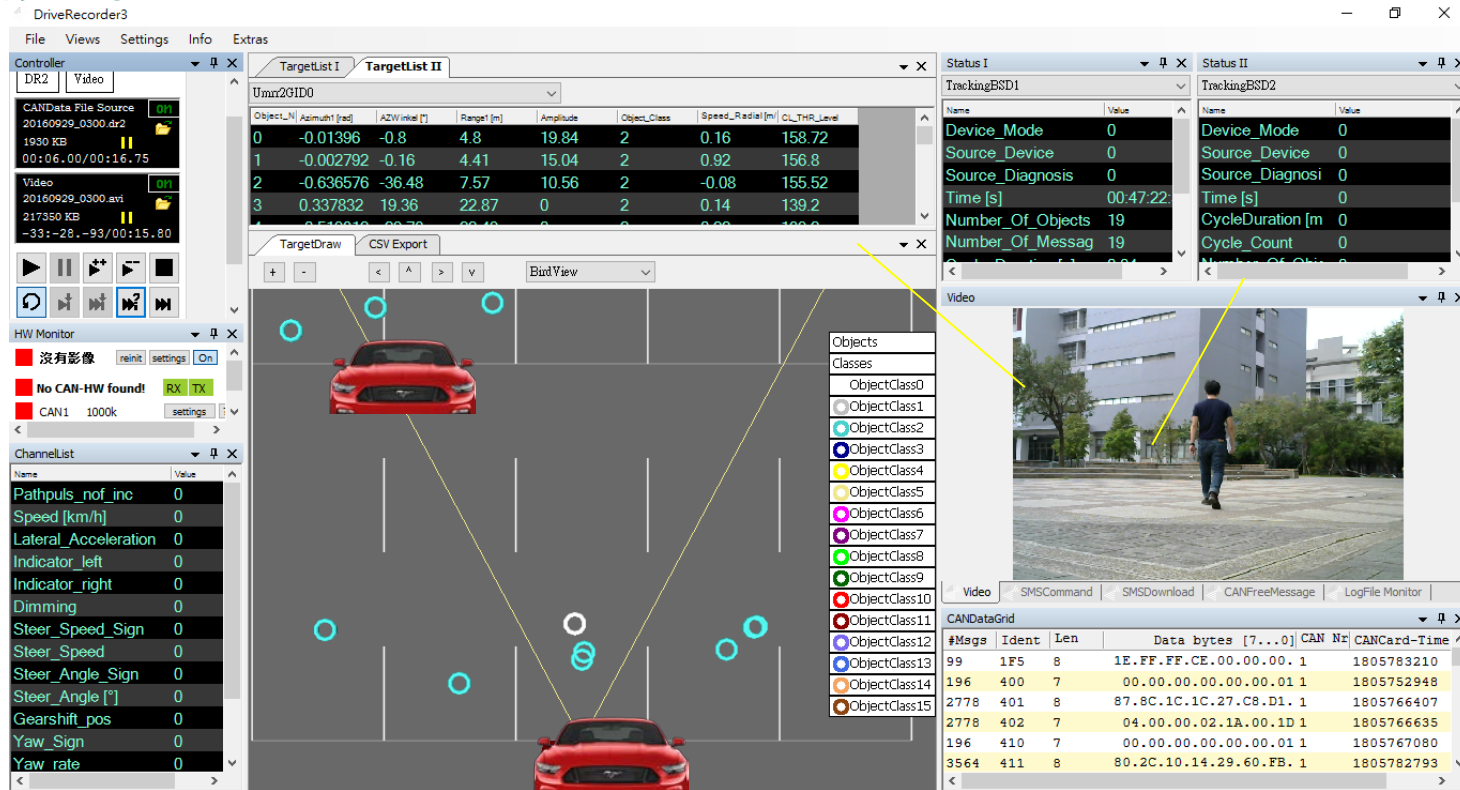 DriveRecorder3
File Views Settings Info Extras
Controller
DR2 Video
CANData File Source on
20160929_0300.dr2
1930 KB
00:06.00/00:16.75
Video on
20160929_0300.avi
217350 KB
-33:-28.-93/00:15.80
HW Monitor
沒有影像 reinit settings On
No CAN-HW found! RX TX
CAN1 1000k settings
ChannelList
Name Value
Pathpuls_nof_inc 0
Speed [km/h] 0
Lateral_Acceleration 0
Indicator_left 0
Indicator_right 0
Dimming 0
Steer_Speed_Sign 0
Steer_Speed 0
Steer_Angle_Sign 0
Steer_Angle [°] 0
Gearshift_pos 0
Yaw_Sign 0
Yaw_rate 0
TargetList I TargetList II
Umrr2GID0
Object_N Azimuth1 [rad] AZWinkel [°] Range1 [m] Amplitude Object_Class Speed_Radial [m/ CL_THR_Level
0 -0.01396 -0.8 4.8 19.84 2 0.16 158.72
1 -0.002792 -0.16 4.41 15.04 2 0.92 156.8
2 -0.636576 -36.48 7.57 10.56 2 -0.08 155.52
3 0.337832 19.36 22.87 0 2 0.14 139.2
TargetDraw CSV Export
+ - < ^ > v BirdView
Objects
Classes
ObjectClass0
ObjectClass1
ObjectClass2
ObjectClass3
ObjectClass4
ObjectClass5
ObjectClass6
ObjectClass7
ObjectClass8
ObjectClass9
ObjectClass10
ObjectClass11
ObjectClass12
ObjectClass13
ObjectClass14
ObjectClass15
Status I
TrackingBSD1
Name Value
Device_Mode 0
Source_Device 0
Source_Diagnosis 0
Time [s] 00:47:22:
Number_Of_Objects 19
Number_Of_Messag 19
Status II
TrackingBSD2
Name Value
Device_Mode 0
Source_Device 0
Source_Diagnosi 0
Time [s] 0
CycleDuration [m 0
Cycle_Count 0
Video
Video SMSCommand SMSDownload CANFreeMessage LogFile Monitor
CANDataGrid
#Msgs Ident Len Data bytes [7...0] CAN Nr CANCard-Time
99 1F5 8 1E.FF.FF.CE.00.00.00. 1 1805783210
196 400 7 00.00.00.00.00.00.01 1 1805752948
2778 401 8 87.8C.1C.1C.27.C8.D1. 1 1805766407
2778 402 7 04.00.00.02.1A.00.1D 1 1805766635
196 410 7 00.00.00.00.00.00.01 1 1805767080
3564 411 8 80.2C.10.14.29.60.FB. 1 1805782793